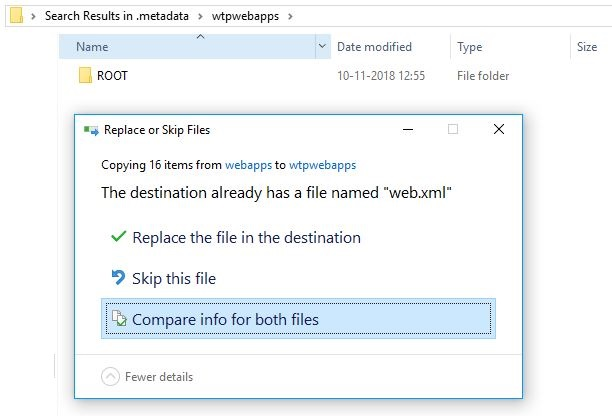 Search Results in .metadata > wtpwebapps >
Name Date modified Type Size
ROOT 10-11-2018 12:55 File folder
Replace or Skip Files
Copying 16 items from webapps to wtpwebapps
The destination already has a file named "web.xml"
Replace the file in the destination
Skip this file
Compare info for both files
Fewer details